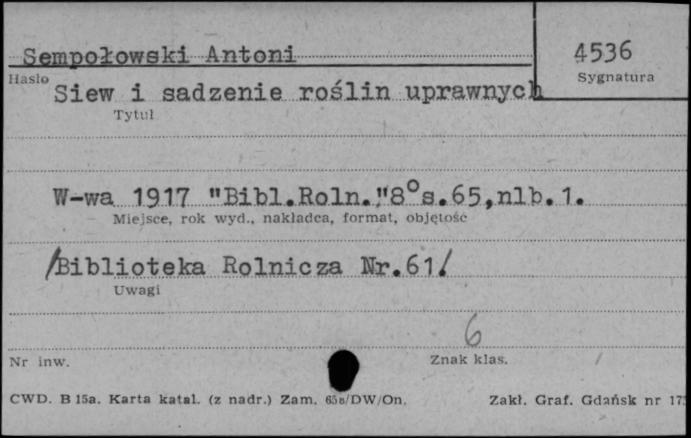 Sempołowski Antoni
4536
Hasło
Sygnatura
Siew i sadzenie roślin uprawnych
Tytuł
W-wa 1917 "Bibl.Roln."8° s.65,nlb.1.
Miejsce, rok wyd., nakładca, format, objętość
/Biblioteka Rolnicza Nr.61/
Uwagi
6
Nr inw.
Znak klas.
CWD. B 15a. Karta katal. (z nadr.) Zam. /DW/On.
Zakł. Graf. Gdańsk nr